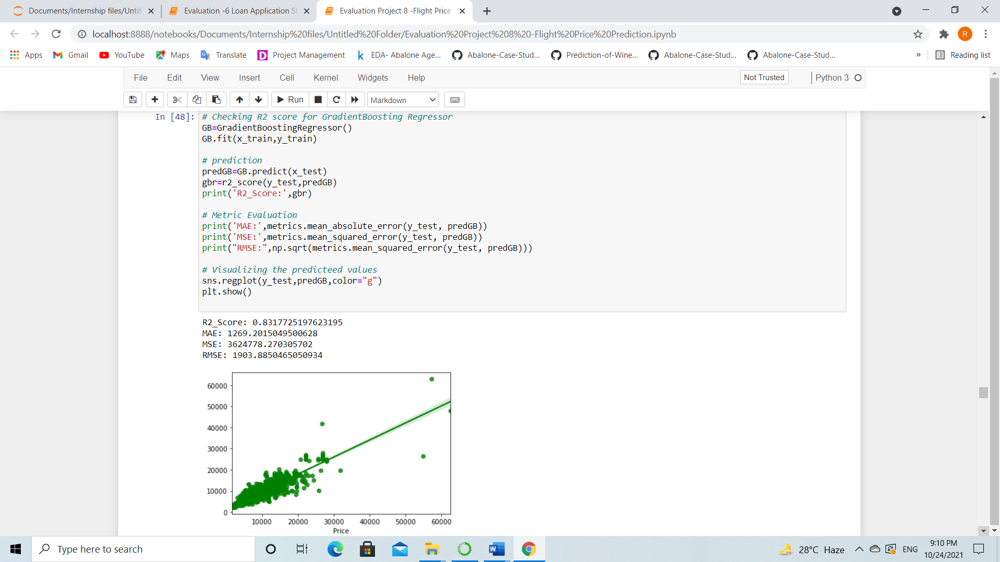 Documents/Internship files/Untit
Evaluation -6 Loan Application St
Evaluation Project 8 -Flight Price
localhost:8888/notebooks/Documents/Internship%20files/Untitled%20Folder/Evaluation%20Project%208%20-Flight%20Price%20Prediction.ipynb
R
Apps
Gmail
YouTube
Maps
Translate
Project Management
EDA- Abalone Age...
Abalone-Case-Stud...
Prediction-of-Wine...
Abalone-Case-Stud...
Abalone-Case-Stud...
»
Reading list
File Edit View Insert Cell Kernel Widgets Help
Not Trusted
Python 3
Run
Markdown
In [48]:
# Checking R2 score for GradientBoosting Regressor
GB=GradientBoostingRegressor()
GB.fit(x_train,y_train)
# prediction
predGB=GB.predict(x_test)
gbr=r2_score(y_test,predGB)
print('R2_Score:',gbr)
# Metric Evaluation
print('MAE:',metrics.mean_absolute_error(y_test, predGB))
print('MSE:',metrics.mean_squared_error(y_test, predGB))
print("RMSE:",np.sqrt(metrics.mean_squared_error(y_test, predGB)))
# Visualizing the predicteed values
sns.regplot(y_test,predGB,color="g")
plt.show()
R2_Score: 0.8317725197623195
MAE: 1269.2015049500628
MSE: 3624778.270305702
RMSE: 1903.8850465050934
60000
50000
40000
30000
20000
10000
0
10000 20000 30000 40000 50000 60000
Price
Type here to search
28°C Haze
ENG
9:10 PM
10/24/2021